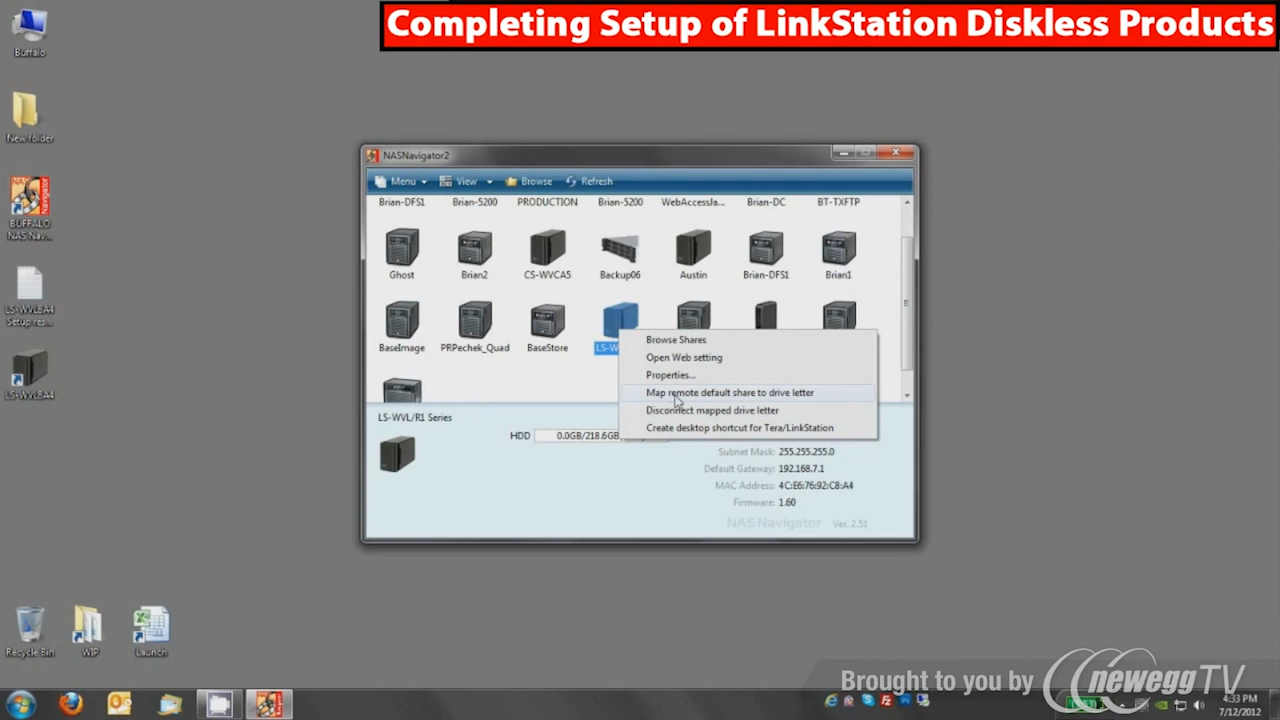 Completing Setup of LinkStation Diskless Products
Buffalo
New folder
BUFFALO
NAS Nav...
LS-WVLBA4
Setup res...
LS-WVLBA4
NASNavigator2
Menu View Browse Refresh
Brian-DFS1 Brian-5200 PRODUCTION Brian-5200 WebAccessJa... Brian-DC BT-TXFTP
Ghost Brian2 CS-WVCA5 Backup06 Austin Brian-DFS1 Brian1
BaseImage PRPechek_Quad BaseStore
Browse Shares
Open Web setting
Properties...
Map remote default share to drive letter
Disconnect mapped drive letter
Create desktop shortcut for Tera/LinkStation
LS-WVL/R1 Series
HDD 0.0GB/218.6GB
Subnet Mask: 255.255.255.0
Default Gateway: 192.168.7.1
MAC Address: 4C:E6:76:92:C8:A4
Firmware: 1.60
NAS Navigator Ver. 2.51
Recycle Bin WIP Launch
Brought to you by newegg TV
4:33 PM
7/12/2012